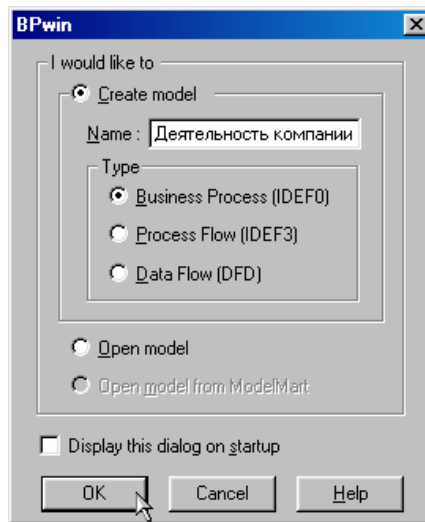 BPwin
I would like to
Create model
Name : Деятельность компании
Type
Business Process (IDEF0)
Process Flow (IDEF3)
Data Flow (DFD)
Open model
Open model from ModelMart
Display this dialog on startup
OK Cancel Help